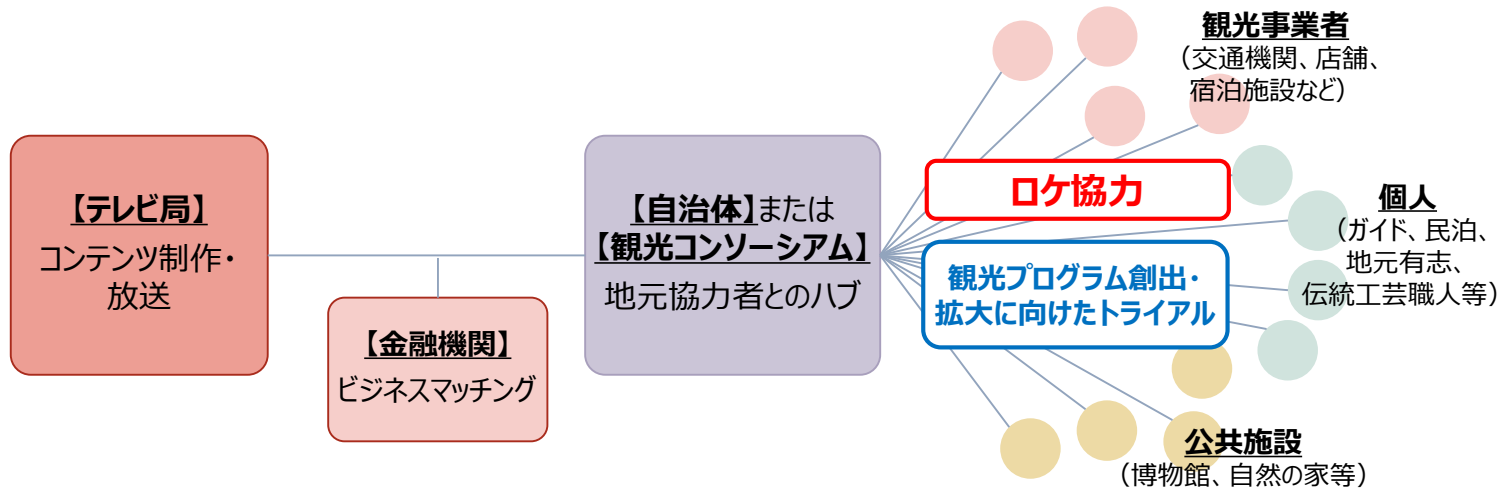 【テレビ局】
コンテンツ制作・
放送
【金融機関】
ビジネスマッチング
【自治体】または
【観光コンソーシアム】
地元協力者とのハブ
ロケ協力
観光プログラム創出・
拡大に向けたトライアル
観光事業者
（交通機関、店舗、
宿泊施設など）
個人
（ガイド、民泊、
地元有志、
伝統工芸職人等）
公共施設
（博物館、自然の家等）